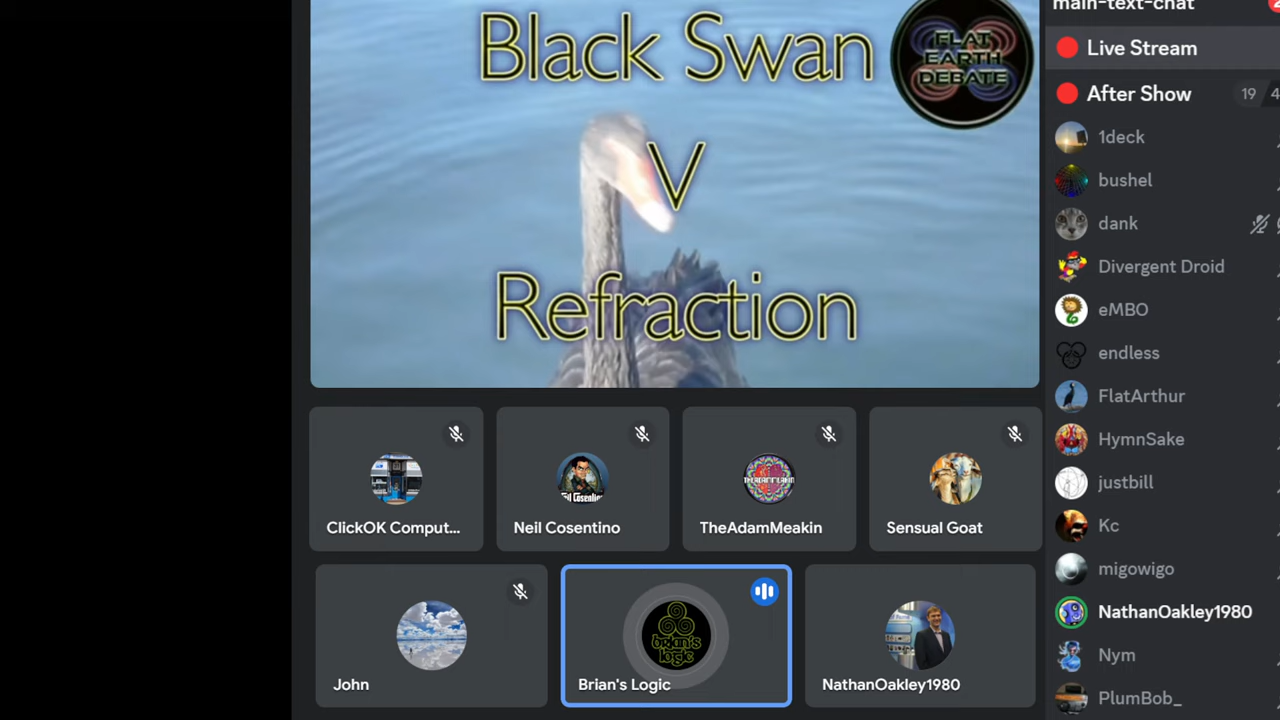 Black Swan
V
Refraction
FLAT
EARTH
DEBATE
ClickOK Comput...
Neil Cosentino
TheAdamMeakin
Sensual Goat
John
brian's
logic
Brian's Logic
NathanOakley1980
main-text-chat
Live Stream
After Show
19
1deck
bushel
dank
Divergent Droid
eMBO
endless
FlatArthur
HymnSake
justbill
Kc
migowigo
NathanOakley1980
Nym
PlumBob_